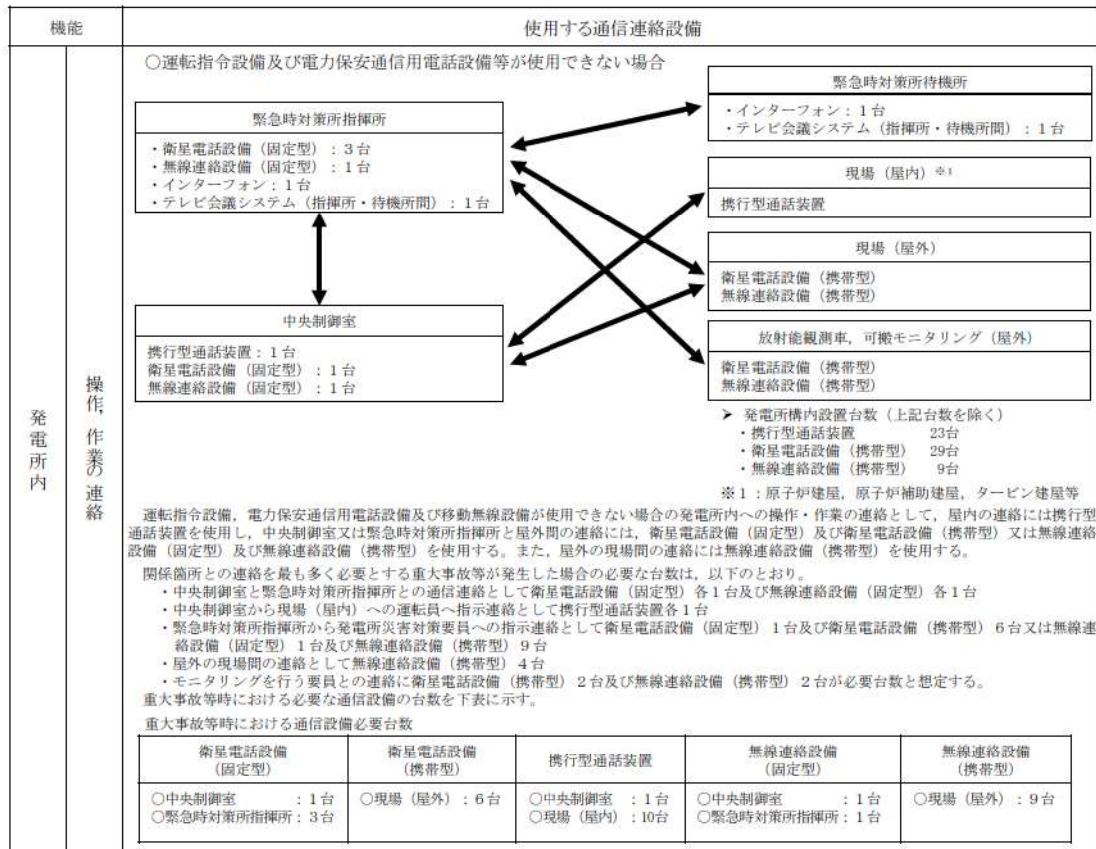 機能
使用する通信連絡設備
発電所内
操作，作業の連絡
○運転指令設備及び電力保安通信用電話設備等が使用できない場合
緊急時対策所指揮所
・衛星電話設備（固定型）：３台
・無線連絡設備（固定型）：１台
・インターフォン：１台
・テレビ会議システム（指揮所・待機所間）：１台
中央制御室
携行型通話装置：１台
衛星電話設備（固定型）：１台
無線連絡設備（固定型）：１台
緊急時対策所待機所
・インターフォン：１台
・テレビ会議システム（指揮所・待機所間）：１台
現場（屋内）※１
携行型通話装置
現場（屋外）
衛星電話設備（携帯型）
無線連絡設備（携帯型）
放射能観測車，可搬モニタリング（屋外）
衛星電話設備（携帯型）
無線連絡設備（携帯型）
➢ 発電所構内設置台数（上記台数を除く）
・携行型通話装置 23台
・衛星電話設備（携帯型） 29台
・無線連絡設備（携帯型） 9台
※１：原子炉建屋，原子炉補助建屋，タービン建屋等
運転指令設備，電力保安通信用電話設備及び移動無線設備が使用できない場合の発電所内への操作・作業の連絡として，屋内の連絡には携行型
通話装置を使用し，中央制御室又は緊急時対策所指揮所と屋外間の連絡には，衛星電話設備（固定型）及び衛星電話設備（携帯型）又は無線連絡
設備（固定型）及び無線連絡設備（携帯型）を使用する。また，屋外の現場間の連絡には無線連絡設備（携帯型）を使用する。
関係箇所との連絡を最も多く必要とする重大事故等が発生した場合の必要な台数は，以下のとおり。
・中央制御室と緊急時対策所指揮所との通信連絡として衛星電話設備（固定型）各１台及び無線連絡設備（固定型）各１台
・中央制御室から現場（屋内）への運転員へ指示連絡として携行型通話装置各１台
・緊急時対策所指揮所から発電所災害対策要員への指示連絡として衛星電話設備（固定型）１台及び衛星電話設備（携帯型）６台又は無線連
絡設備（固定型）１台及び無線連絡設備（携帯型）９台
・屋外の現場間の連絡として無線連絡設備（携帯型）４台
・モニタリングを行う要員との連絡に衛星電話設備（携帯型）２台及び無線連絡設備（携帯型）２台が必要台数と想定する。
重大事故等時における必要な通信設備の台数を下表に示す。
重大事故等時における通信設備必要台数
衛星電話設備
（固定型）
衛星電話設備
（携帯型）
携行型通話装置
無線連絡設備
（固定型）
無線連絡設備
（携帯型）
○中央制御室 ：１台
○緊急時対策所指揮所：３台
○現場（屋外）：６台
○中央制御室 ：１台
○現場（屋内）：10台
○中央制御室 ：１台
○緊急時対策所指揮所：１台
○現場（屋外）：９台